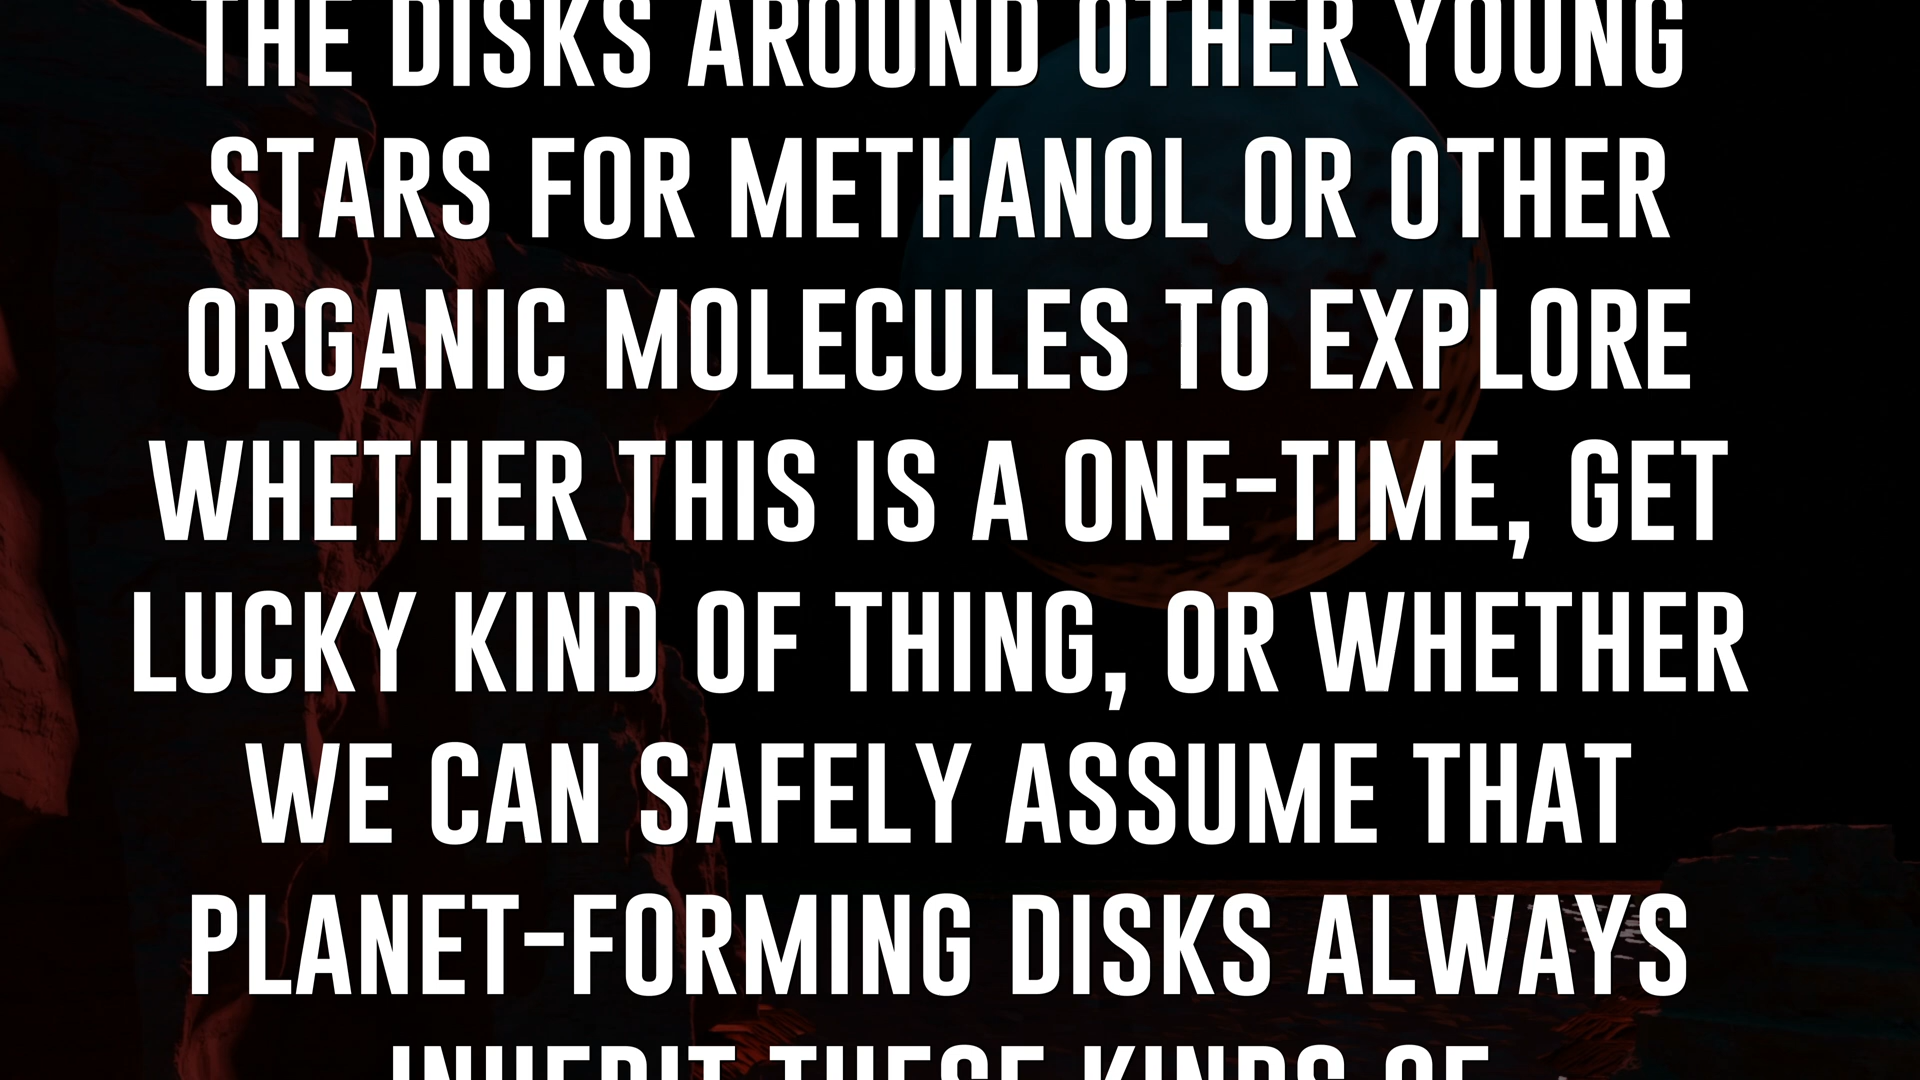 THE DISKS AROUND OTHER YOUNG
STARS FOR METHANOL OR OTHER
ORGANIC MOLECULES TO EXPLORE
WHETHER THIS IS A ONE-TIME, GET
LUCKY KIND OF THING, OR WHETHER
WE CAN SAFELY ASSUME THAT
PLANET-FORMING DISKS ALWAYS
INHERIT THESE KINDS OF